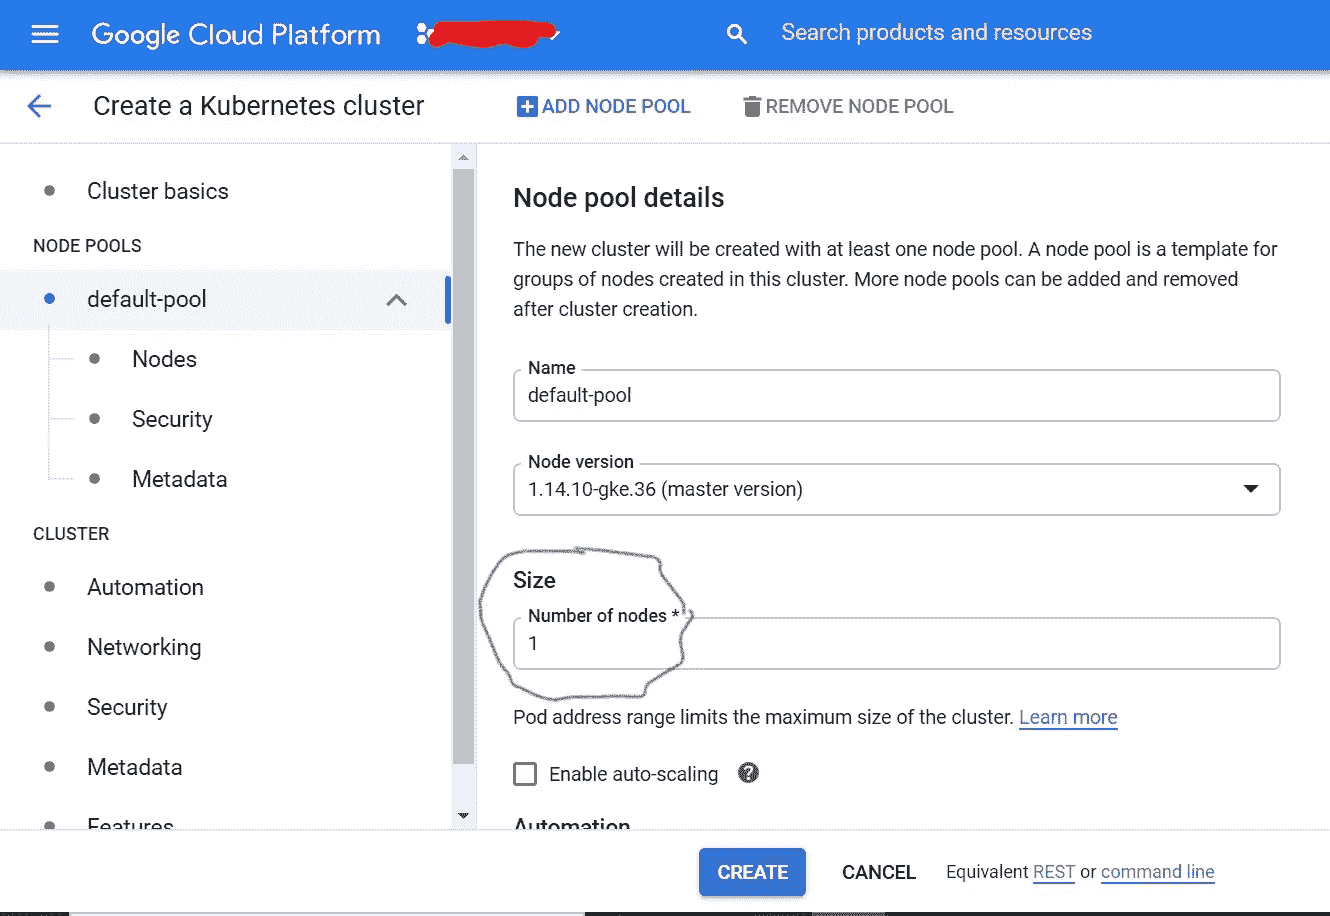 Google Cloud Platform
Search products and resources
Create a Kubernetes cluster
ADD NODE POOL
REMOVE NODE POOL
Cluster basics
NODE POOLS
default-pool
Nodes
Security
Metadata
CLUSTER
Automation
Networking
Security
Metadata
Features
Node pool details
The new cluster will be created with at least one node pool. A node pool is a template for
groups of nodes created in this cluster. More node pools can be added and removed
after cluster creation.
Name
default-pool
Node version
1.14.10-gke.36 (master version)
Size
Number of nodes *
1
Pod address range limits the maximum size of the cluster. Learn more
Enable auto-scaling
Automation
CREATE
CANCEL
Equivalent REST or command line